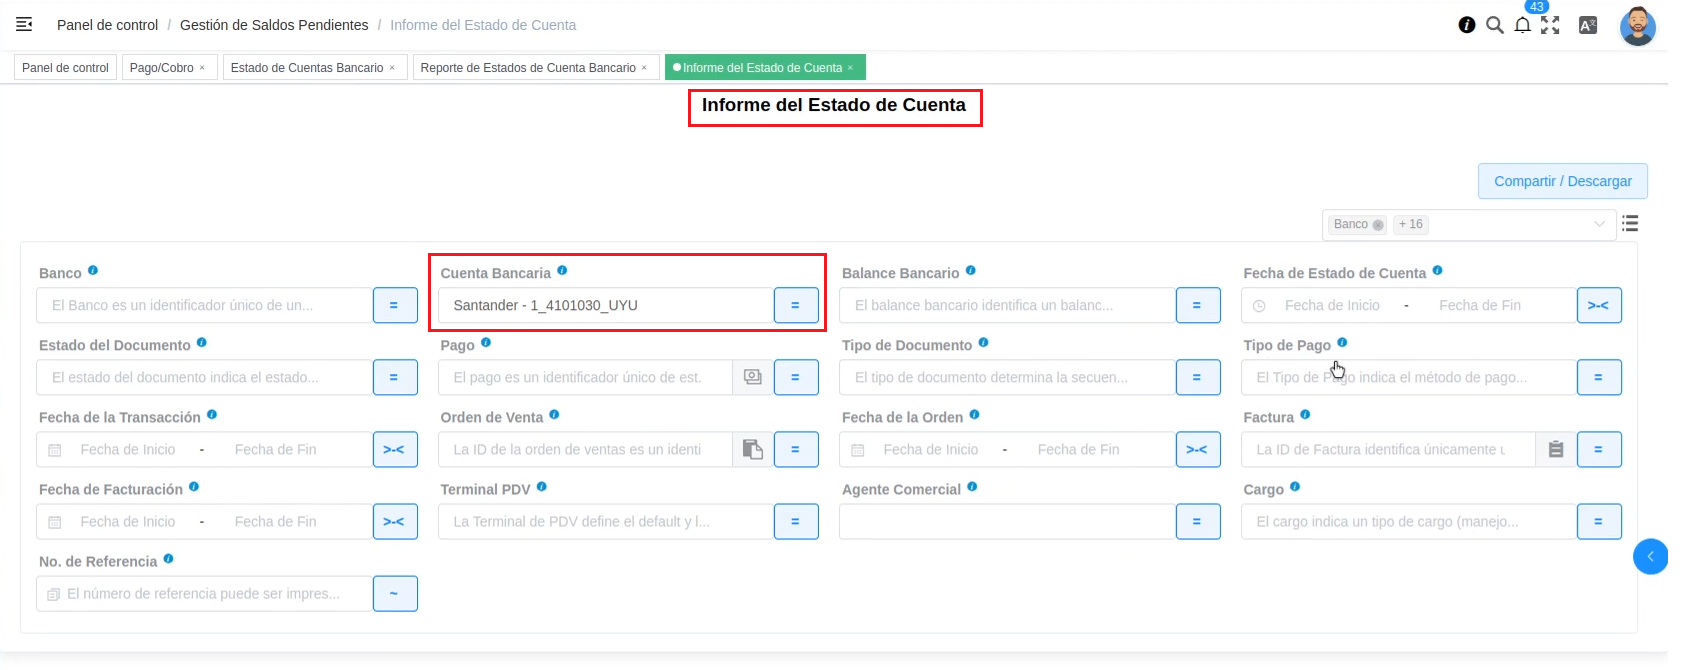 Panel de control / Gestión de Saldos Pendientes / Informe del Estado de Cuenta
43
Panel de control Pago/Cobro × Estado de Cuentas Bancario × Reporte de Estados de Cuenta Bancario × Informe del Estado de Cuenta ×
Informe del Estado de Cuenta
Compartir / Descargar
Banco + 16
Banco Cuenta Bancaria Balance Bancario Fecha de Estado de Cuenta
El Banco es un identificador único de un... = Santander - 1_4101030_UYU = El balance bancario identifica un balanc... = Fecha de Inicio - Fecha de Fin >-<
Estado del Documento Pago Tipo de Documento Tipo de Pago
El estado del documento indica el estado... = El pago es un identificador único de est. = El tipo de documento determina la secuen... = El Tipo de Pago indica el método de pago... =
Fecha de la Transacción Orden de Venta Fecha de la Orden Factura
Fecha de Inicio - Fecha de Fin >-< La ID de la orden de ventas es un identi = Fecha de Inicio - Fecha de Fin >-< La ID de Factura identifica únicamente u =
Fecha de Facturación Terminal PDV Agente Comercial Cargo
Fecha de Inicio - Fecha de Fin >-< La Terminal de PDV define el default y l... = = El cargo indica un tipo de cargo (manejo... =
No. de Referencia
El número de referencia puede ser impres... ~